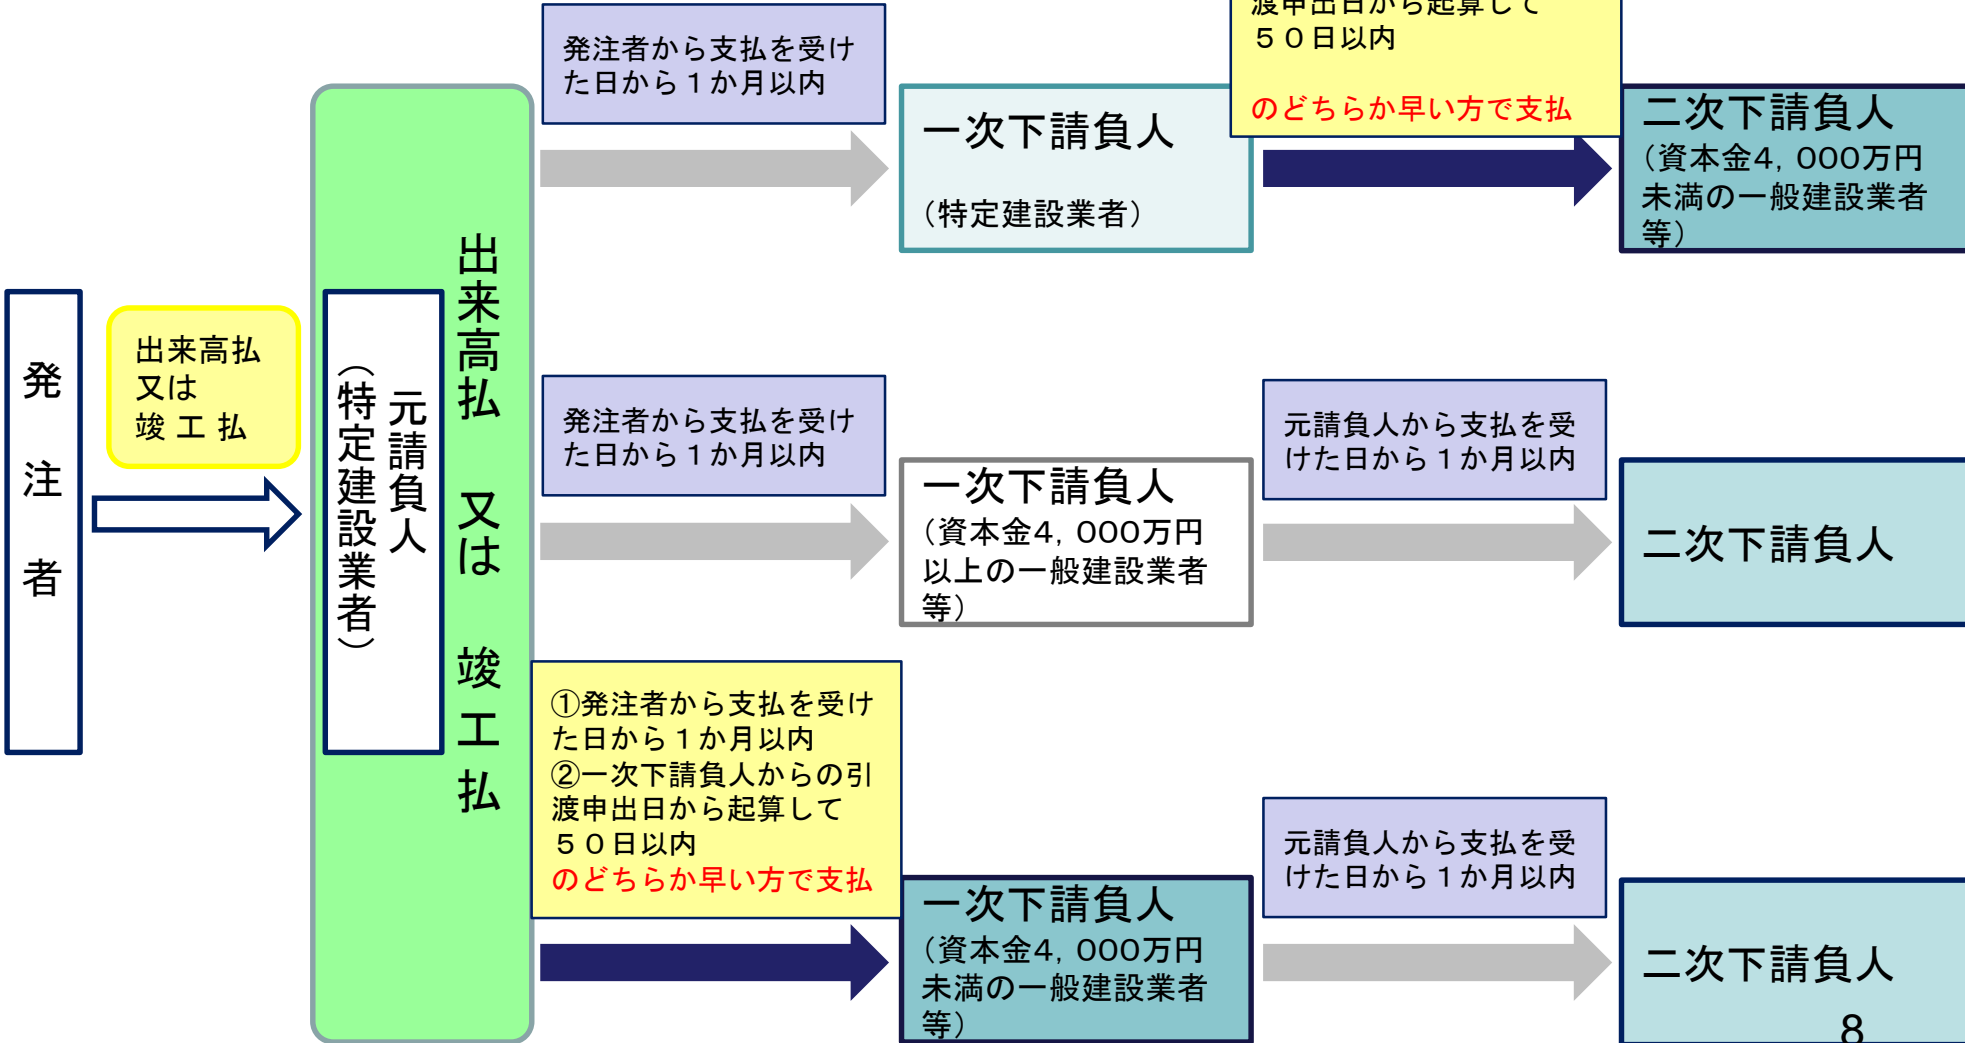 発注者
出来高払
又は
竣 工 払
元請負人
（特定建設業者）
出来高払 又は 竣工払
発注者から支払を受け
た日から１か月以内
一次下請負人
（特定建設業者）
渡申出日から起算して
５０日以内
のどちらか早い方で支払
二次下請負人
（資本金4，000万円
未満の一般建設業者
等）
発注者から支払を受け
た日から１か月以内
一次下請負人
（資本金4，000万円
以上の一般建設業者
等）
元請負人から支払を受
けた日から１か月以内
二次下請負人
①発注者から支払を受け
た日から１か月以内
②一次下請負人からの引
渡申出日から起算して
５０日以内
のどちらか早い方で支払
一次下請負人
（資本金4，000万円
未満の一般建設業者
等）
元請負人から支払を受
けた日から１か月以内
二次下請負人
8